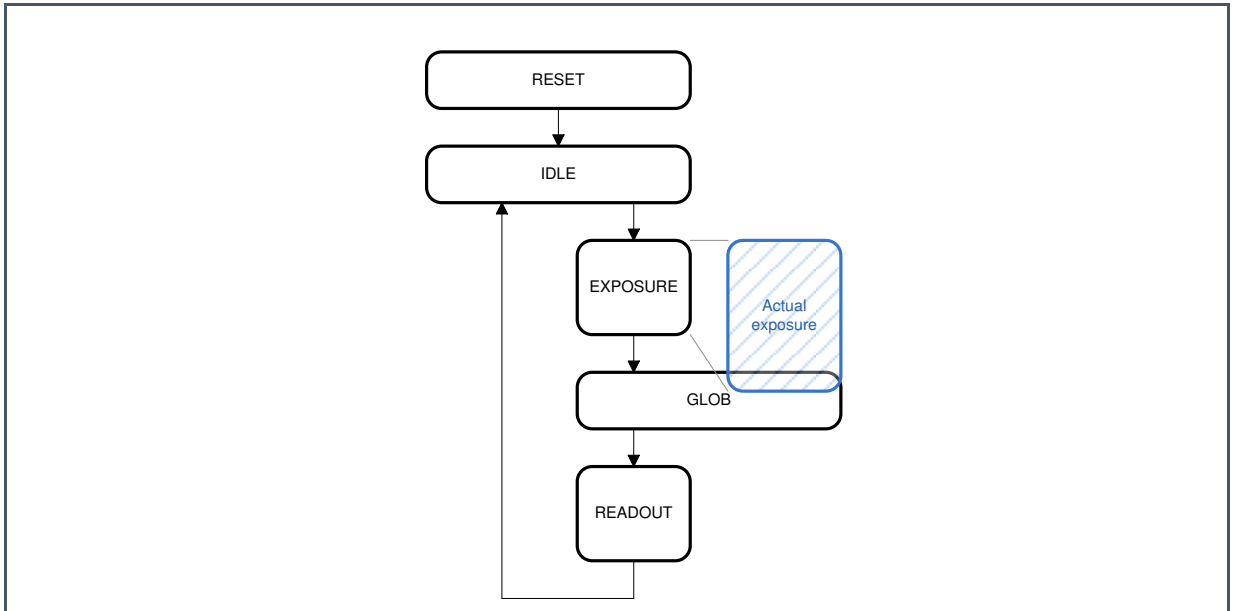 RESET
IDLE
EXPOSURE
Actual
exposure
GLOB
READOUT